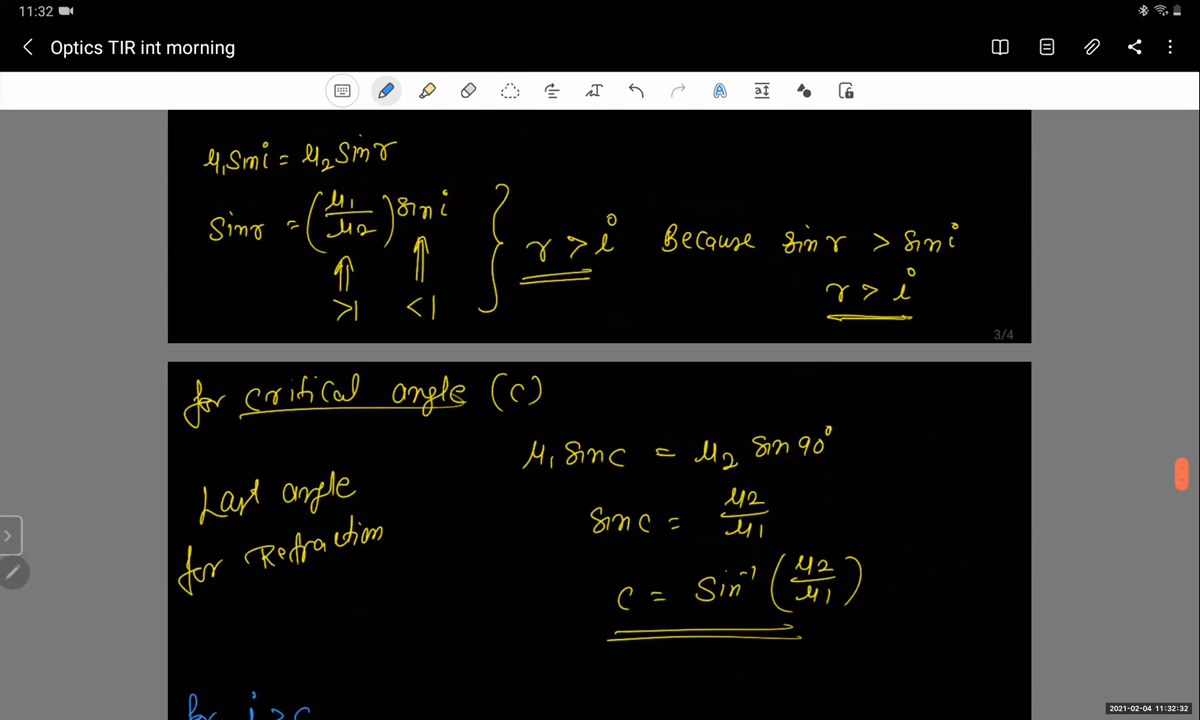 11:32
Optics TIR int morning
μ₁ sin i = μ₂ sin r
sin r = (μ₁/μ₂) sin i } r > i Because sin r > sin i
>1 <1 r > i
3/4
for critical angle (C)
μ₁ sin C = μ₂ sin 90°
Last angle
sin C = μ₂/μ₁
for Refraction
C = sin⁻¹ (μ₂/μ₁)
for i > C
2021-02-04 11:32:32